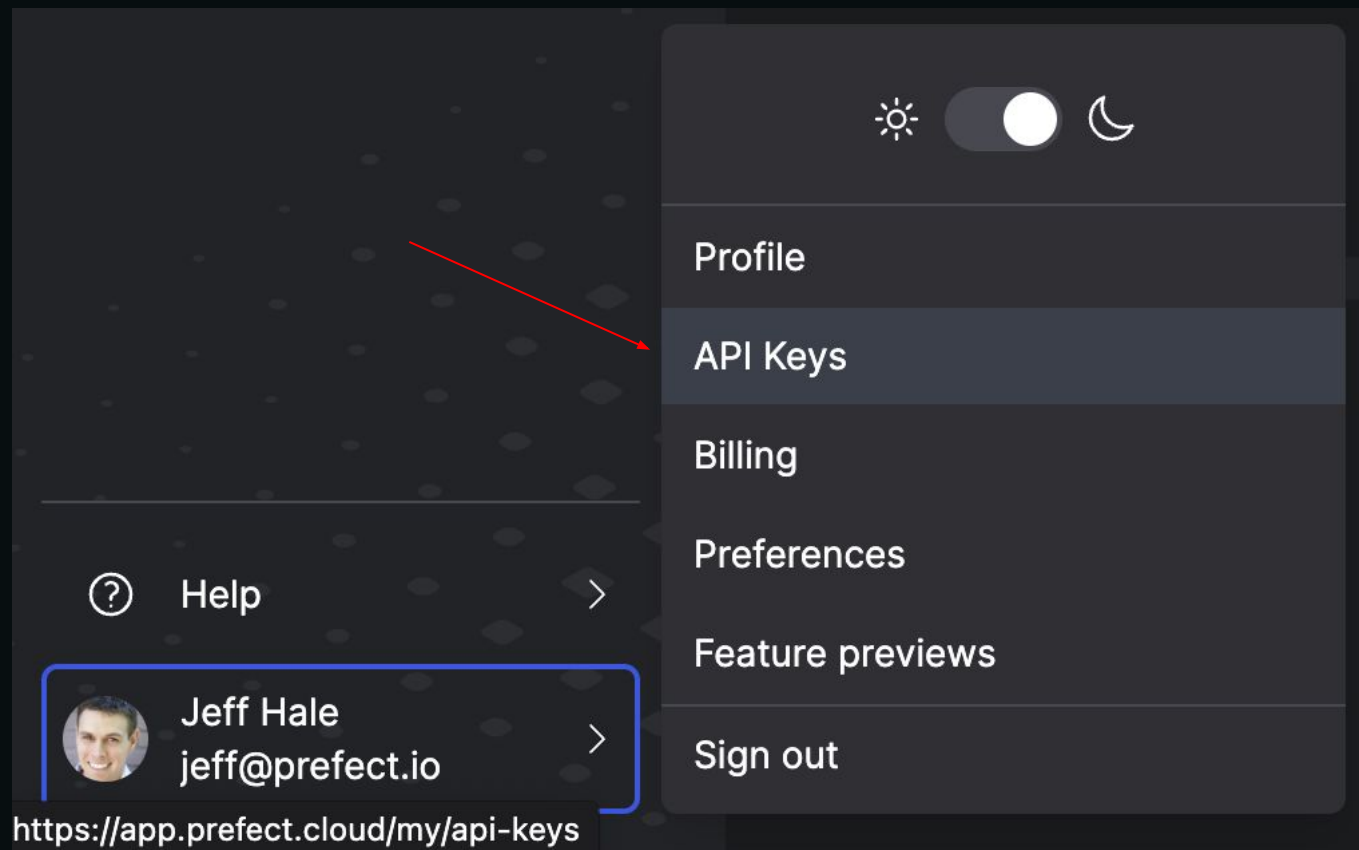 Profile
API Keys
Billing
Preferences
Feature previews
Sign out
Help
Jeff Hale
jeff@prefect.io
https://app.prefect.cloud/my/api-keys